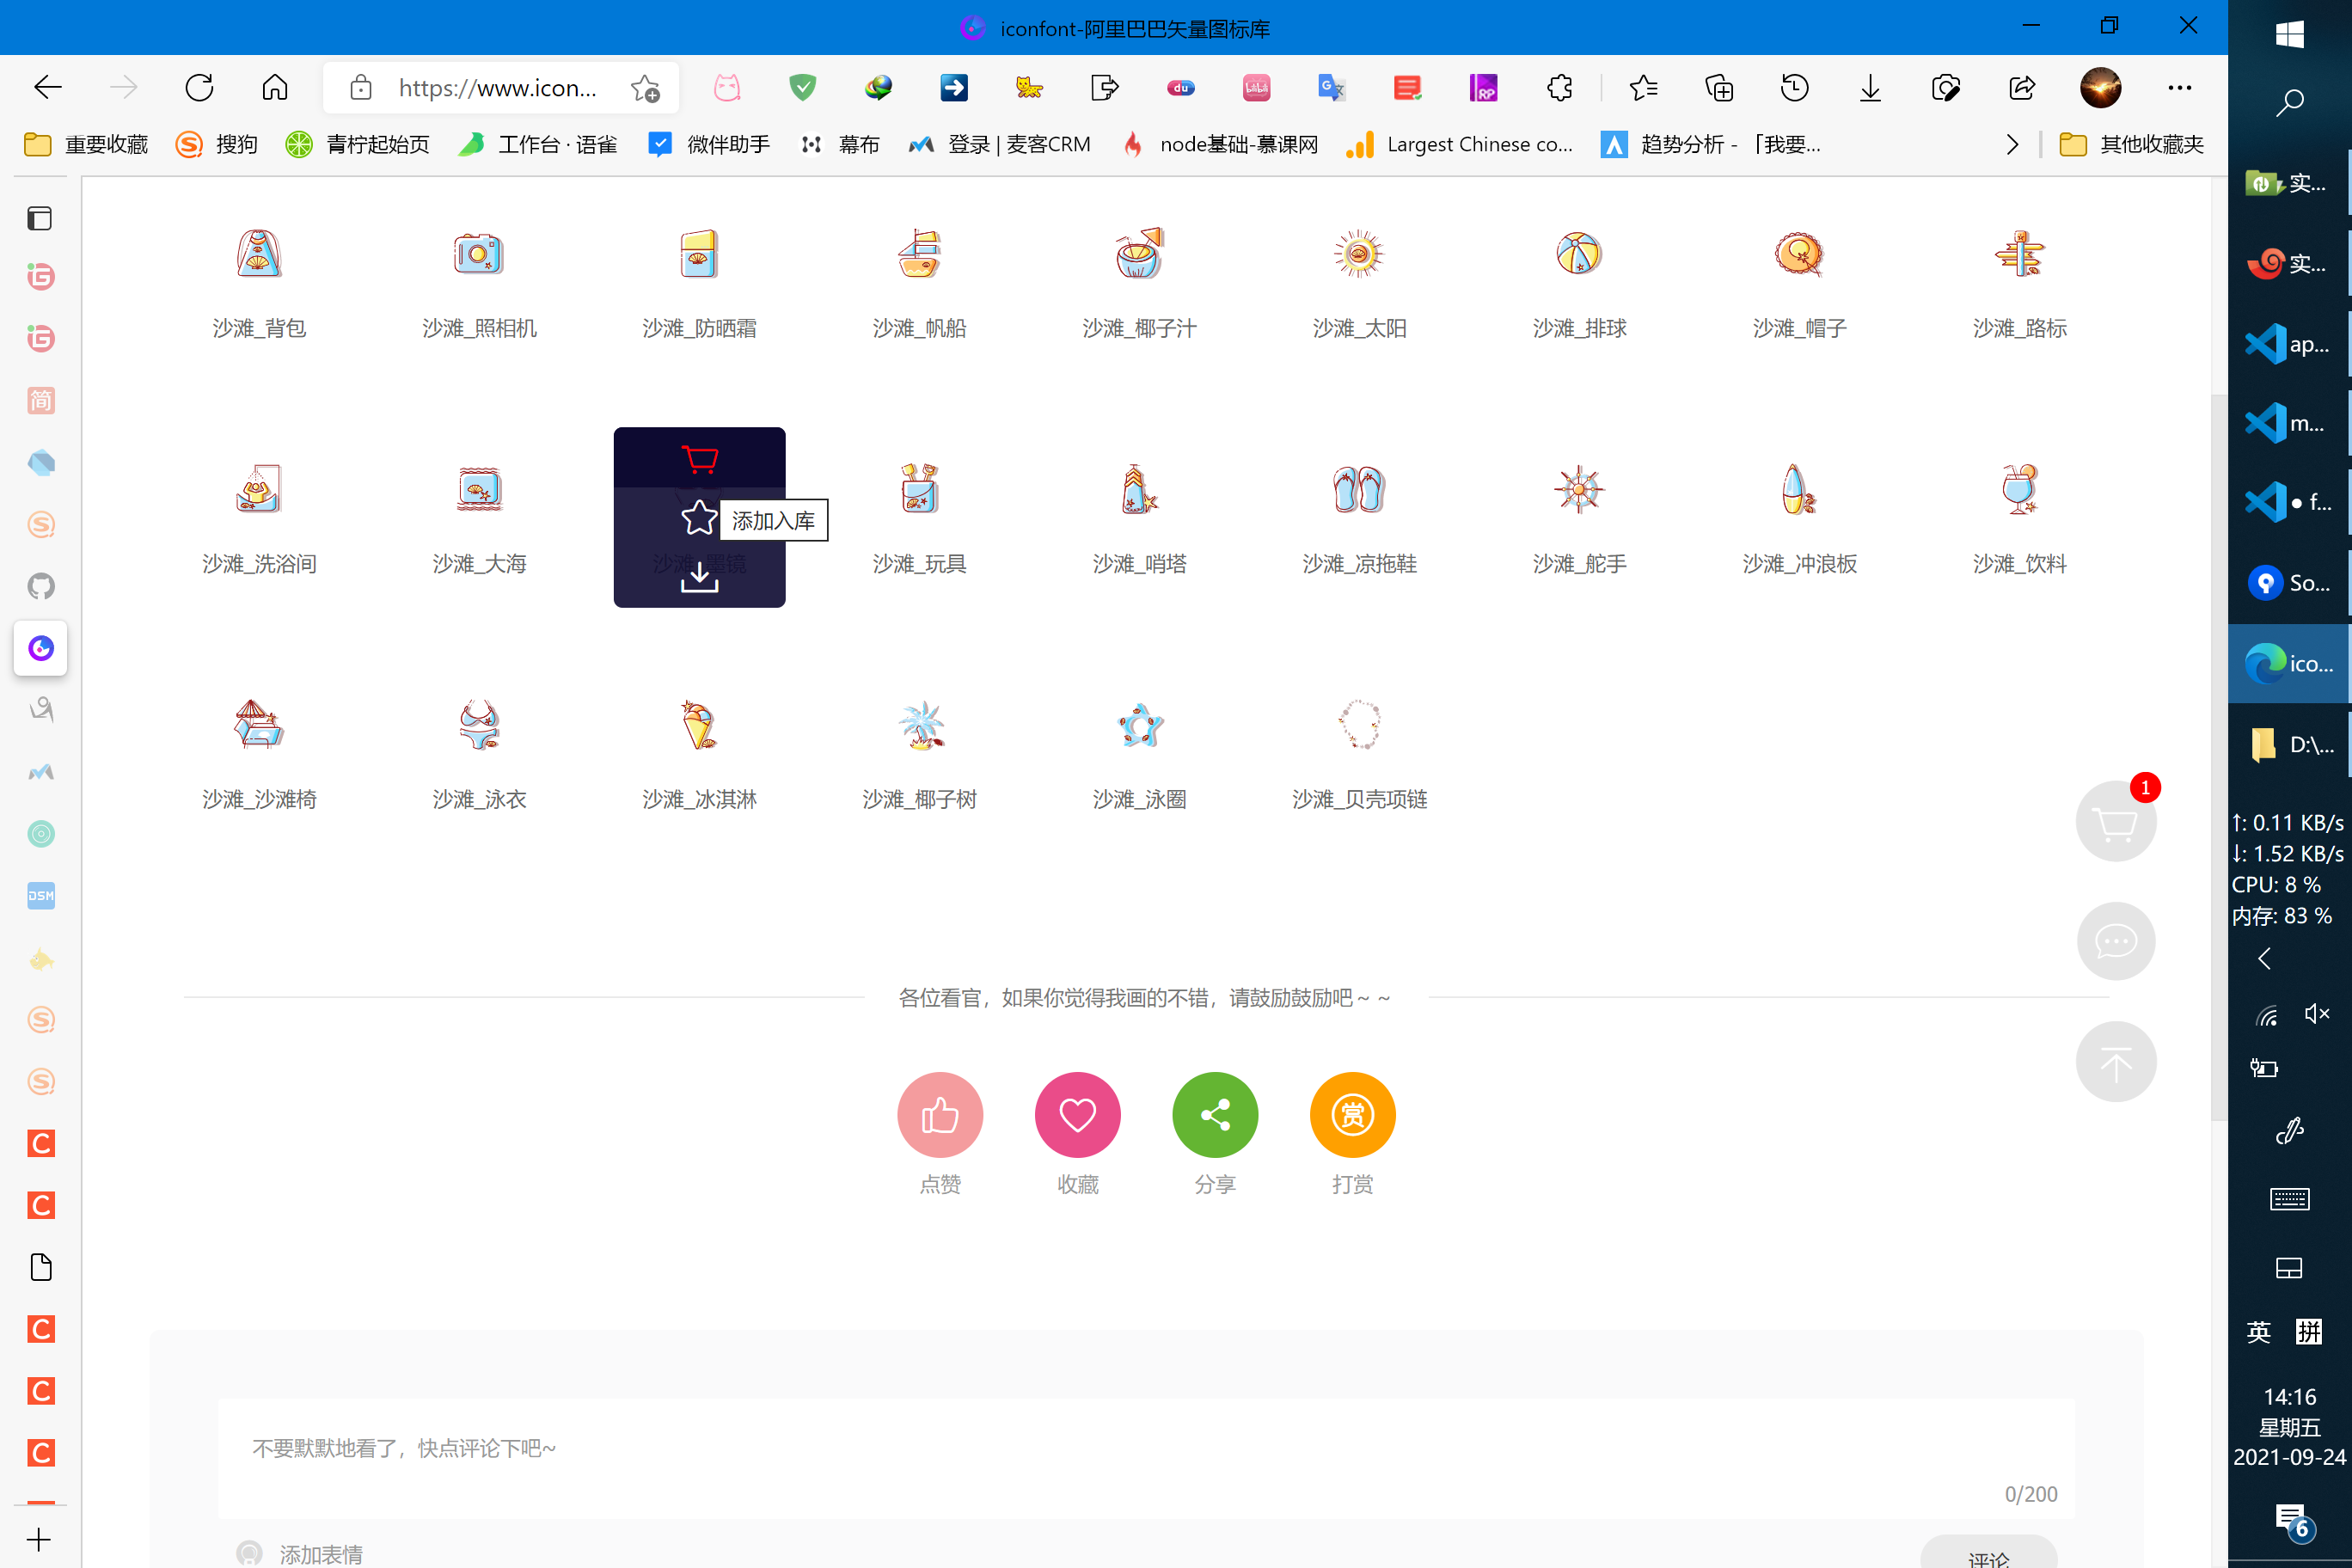 iconfont-阿里巴巴矢量图标库
https://www.icon...
重要收藏
搜狗
青柠起始页
工作台 · 语雀
微伴助手
幕布
登录 | 麦客CRM
node基础-慕课网
Largest Chinese co...
趋势分析 - 「我要...
其他收藏夹
沙滩_背包
沙滩_照相机
沙滩_防晒霜
沙滩_帆船
沙滩_椰子汁
沙滩_太阳
沙滩_排球
沙滩_帽子
沙滩_路标
添加入库
沙滩_洗浴间
沙滩_大海
沙滩_墨镜
沙滩_玩具
沙滩_哨塔
沙滩_凉拖鞋
沙滩_舵手
沙滩_冲浪板
沙滩_饮料
沙滩_沙滩椅
沙滩_泳衣
沙滩_冰淇淋
沙滩_椰子树
沙滩_泳圈
沙滩_贝壳项链
1
各位看官，如果你觉得我画的不错，请鼓励鼓励吧～～
赏
点赞
收藏
分享
打赏
不要默默地看了，快点评论下吧~
0/200
添加表情
评论
简
DSM
C
C
C
C
C
du
RP
实...
实...
ap...
m...
● f...
So...
ico...
D:\...
↑: 0.11 KB/s
↓: 1.52 KB/s
CPU: 8 %
内存: 83 %
英 拼
14:16
星期五
2021-09-24
6